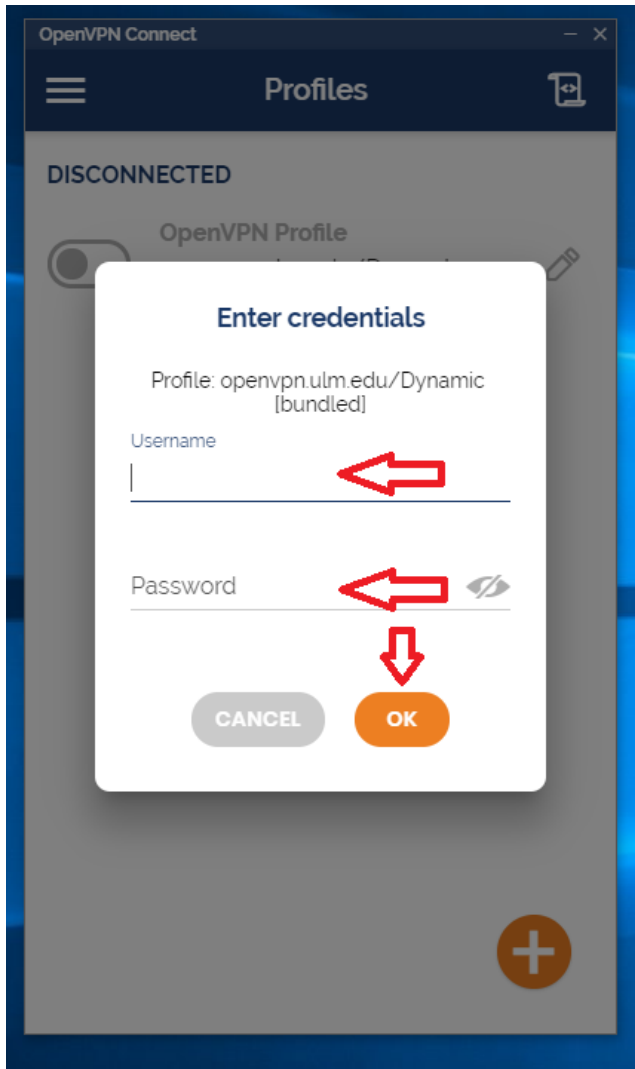 OpenVPN Connect
Profiles
DISCONNECTED
OpenVPN Profile
Enter credentials
Profile: openvpn.ulm.edu/Dynamic
[bundled]
Username
Password
CANCEL
OK